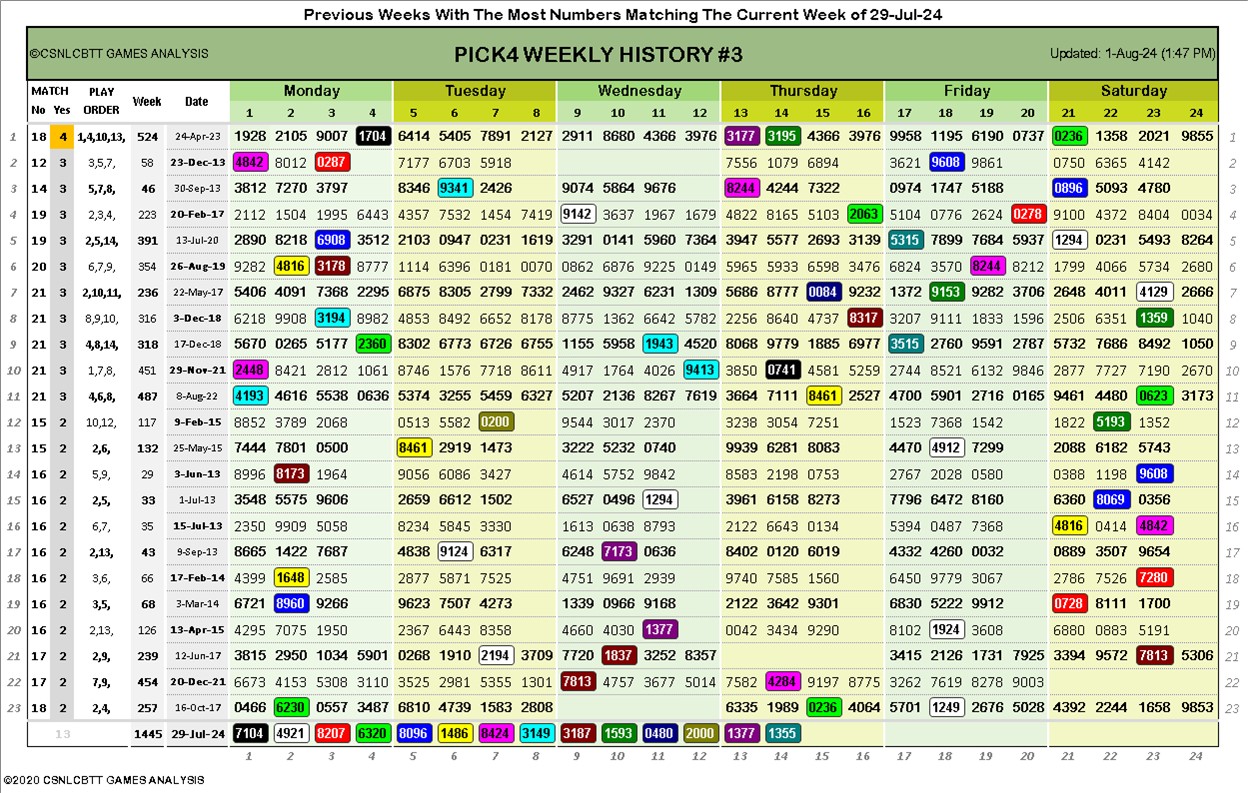 Previous Weeks With The Most Numbers Matching The Current Week of 29-Jul-24
©CSNLCBTT GAMES ANALYSIS PICK4 WEEKLY HISTORY #3 Updated: 1-Aug-24 (1:47 PM)
MATCH PLAY Week Date Monday Tuesday Wednesday Thursday Friday Saturday
No Yes ORDER 1 2 3 4 5 6 7 8 9 10 11 12 13 14 15 16 17 18 19 20 21 22 23 24
1 18 4 1,4,10,13, 524 24-Apr-23 1928 2105 9007 1704 6414 5405 7891 2127 2911 8680 4366 3976 3177 3195 4366 3976 9958 1195 6190 0737 0236 1358 2021 9855 1
2 12 3 3,5,7, 58 23-Dec-13 4842 8012 0287 7177 6703 5918 7556 1079 6894 3621 9608 9861 0750 6365 4142 2
3 14 3 5,7,8, 46 30-Sep-13 3812 7270 3797 8346 9341 2426 9074 5864 9676 8244 4244 7322 0974 1747 5188 0896 5093 4780 3
4 19 3 2,3,4, 223 20-Feb-17 2112 1504 1995 6443 4357 7532 1454 7419 9142 3637 1967 1679 4822 8165 5103 2063 5104 0776 2624 0278 9100 4372 8404 0034 4
5 19 3 2,5,14, 391 13-Jul-20 2890 8218 6908 3512 2103 0947 0231 1619 3291 0141 5960 7364 3947 5577 2693 3139 5315 7899 7684 5937 1294 0231 5493 8264 5
6 20 3 6,7,9, 354 26-Aug-19 9282 4816 3178 8777 1114 6396 0181 0070 0862 6876 9225 0149 5965 5933 6598 3476 6824 3570 8244 8212 1799 4066 5734 2680 6
7 21 3 2,10,11, 236 22-May-17 5406 4091 7368 2295 6875 8305 2799 7332 2462 9327 6231 1309 5686 8777 0084 9232 1372 9153 9282 3706 2648 4011 4129 2666 7
8 21 3 8,9,10, 316 3-Dec-18 6218 9908 3194 8982 4853 8492 6652 8178 8775 1362 6642 5782 2256 8640 4737 8317 3207 9111 1833 1596 2506 6351 1359 1040 8
9 21 3 4,8,14, 318 17-Dec-18 5670 0265 5177 2360 8302 6773 6726 6755 1155 5958 1943 4520 8068 9779 1885 6977 3515 2760 9591 2787 5732 7686 8492 1050 9
10 21 3 1,7,8, 451 29-Nov-21 2448 8421 2812 1061 8746 1576 7718 8611 4917 1764 4026 9413 3850 0741 4581 5259 2744 8521 6132 9846 2877 7727 7190 2670 10
11 21 3 4,6,8, 487 8-Aug-22 4193 4616 5538 0636 5374 3255 5459 6327 5207 2136 8267 7619 3664 7111 8461 2527 4700 5901 2716 0165 9461 4480 0623 3173 11
12 15 2 10,12, 117 9-Feb-15 8852 3789 2068 0513 5582 0200 9544 3017 2370 3238 3054 7251 1523 7368 1542 1822 5193 1352 12
13 15 2 2,6, 132 25-May-15 7444 7801 0500 8461 2919 1473 3222 5232 0740 9939 6281 8083 4470 4912 7299 2088 6182 5743 13
14 16 2 5,9, 29 3-Jun-13 8996 8173 1964 9056 6086 3427 4614 5752 9842 8583 2198 0753 2767 2028 0580 0388 1198 9608 14
15 16 2 2,5, 33 1-Jul-13 3548 5575 9606 2659 6612 1502 6527 0496 1294 3961 6158 8273 7796 6472 8160 6360 8069 0356 15
16 16 2 6,7, 35 15-Jul-13 2350 9909 5058 8234 5845 3330 1613 0638 8793 2122 6643 0134 5394 0487 7368 4816 0414 4842 16
17 16 2 2,13, 43 9-Sep-13 8665 1422 7687 4838 9124 6317 6248 7173 0636 8402 0120 6019 4332 4260 0032 0889 3507 9654 17
18 16 2 3,6, 66 17-Feb-14 4399 1648 2585 2877 5871 7525 4751 9691 2939 9740 7585 1560 6450 9779 3067 2786 7526 7280 18
19 16 2 3,5, 68 3-Mar-14 6721 8960 9266 9623 7507 4273 1339 0966 9168 2122 3642 9301 6830 5222 9912 0728 8111 1700 19
20 16 2 2,13, 126 13-Apr-15 4295 7075 1950 2367 6443 8358 4660 4030 1377 0042 3434 9290 8102 1924 3608 6880 0883 5191 20
21 17 2 2,9, 239 12-Jun-17 3815 2950 1034 5901 0268 1910 2194 3709 7720 1837 3252 8357 3415 2126 1731 7925 3394 9572 7813 5306 21
22 17 2 7,9, 454 20-Dec-21 6673 4153 5308 3110 3525 2981 5355 1301 7813 4757 3677 5014 7582 4284 9197 8775 3262 7619 8278 9003 22
23 18 2 2,4, 257 16-Oct-17 0466 6230 0557 3487 6810 4739 1583 2808 6335 1989 0236 4064 5701 1249 2676 5028 4392 2244 1658 9853 23
13 1445 29-Jul-24 7104 4921 8207 6320 8096 1486 8424 3149 3187 1593 0480 2000 1377 1355
1 2 3 4 5 6 7 8 9 10 11 12 13 14 15 16 17 18 19 20 21 22 23 24
©2020 CSNLCBTT GAMES ANALYSIS